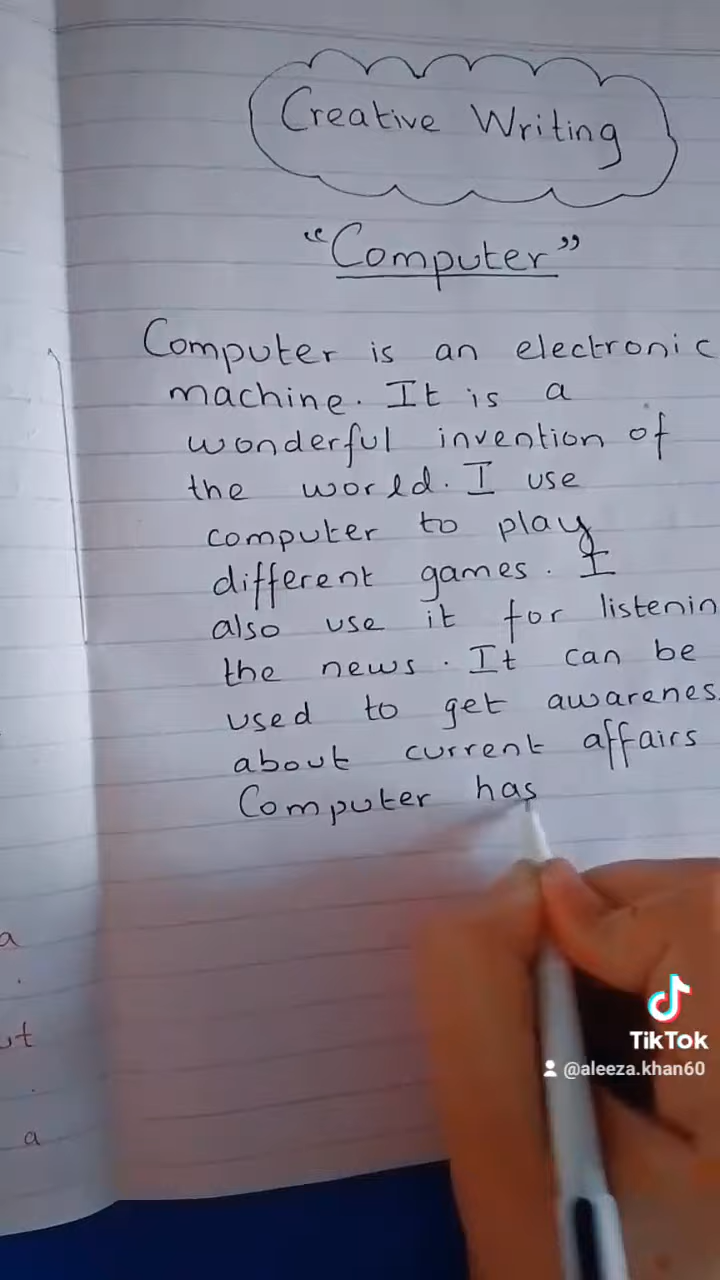 Creative Writing
“Computer”
Computer is an electronic
machine. It is a
wonderful invention of
the world. I use
computer to play
different games. I
also use it for listenin
the news. It can be
used to get awarenes
about current affairs
Computer has
a
.
ut
.
a
TikTok
@aleeza.khan60